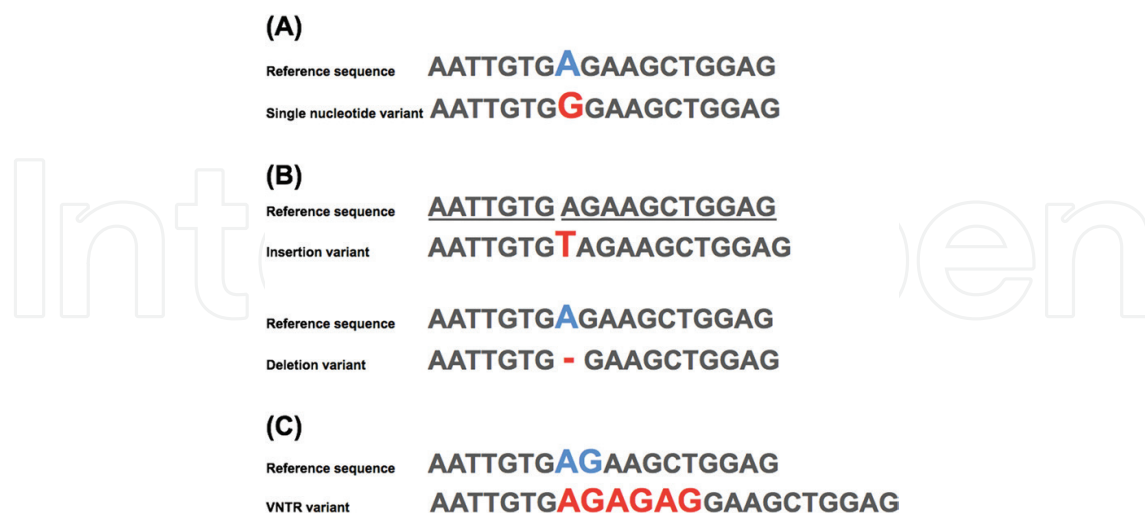 (A)
Reference sequence AATTGTGAGAAGCTGGAG
Single nucleotide variant AATTGTGGGAAGCTGGAG
(B)
Reference sequence AATTGTG AGAAGCTGGAG
Insertion variant AATTGTGTAGAAGCTGGAG
Reference sequence AATTGTGAGAAGCTGGAG
Deletion variant AATTGTG - GAAGCTGGAG
(C)
Reference sequence AATTGTGAGAAGCTGGAG
VNTR variant AATTGTGAGAGAGGAAGCTGGAG